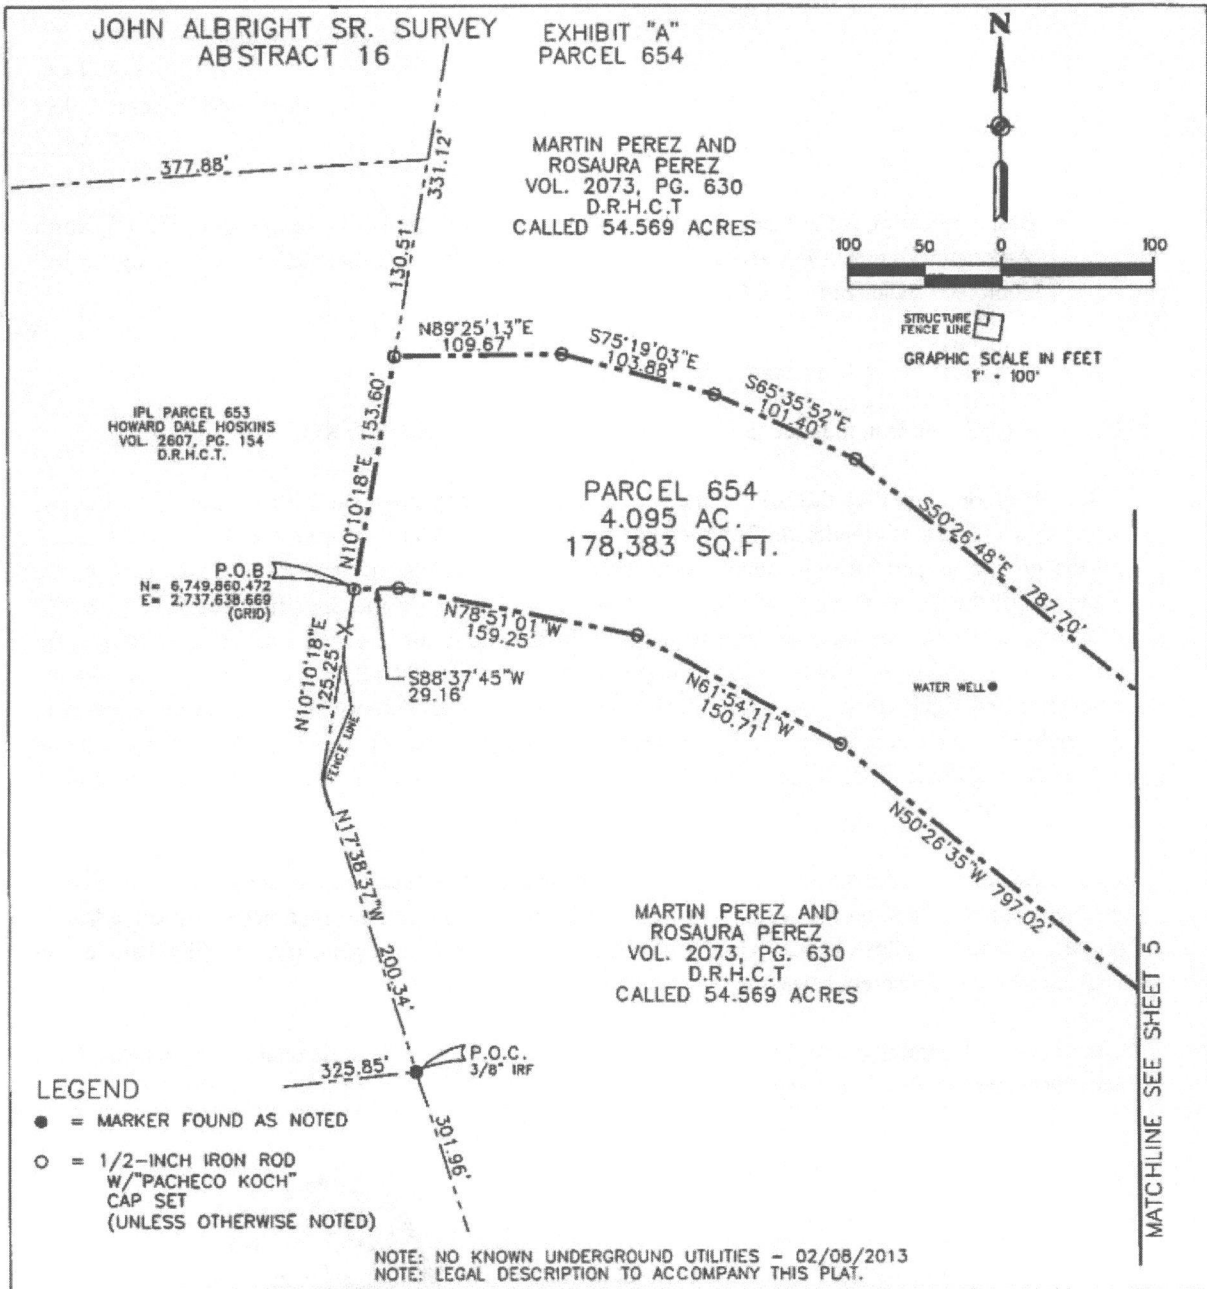 JOHN ALBRIGHT SR. SURVEY
ABSTRACT 16
EXHIBIT "A"
PARCEL 654
N
377.88'
331.12'
130.51'
MARTIN PEREZ AND
ROSAURA PEREZ
VOL. 2073, PG. 630
D.R.H.C.T
CALLED 54.569 ACRES
100 50 0 100
STRUCTURE
FENCE LINE
GRAPHIC SCALE IN FEET
1" = 100'
N89°25'13"E
109.67'
S75°19'03"E
103.88'
S65°35'52"E
101.40'
IPL PARCEL 653
HOWARD DALE HOSKINS
VOL. 2607, PG. 154
D.R.H.C.T.
N10°10'18"E 153.60'
PARCEL 654
4.095 AC.
178,383 SQ.FT.
S50°26'48"E
787.70'
P.O.B.
N= 6,749,860.472
E= 2,737,638.669
(GRID)
N78°51'01"W
159.25'
N10°10'18"E
125.25'
S88°37'45"W
29.16'
FENCE LINE
N61°54'11"W
150.71'
WATER WELL
N50°26'35"W 797.02'
N17°38'37"W
200.34'
MARTIN PEREZ AND
ROSAURA PEREZ
VOL. 2073, PG. 630
D.R.H.C.T
CALLED 54.569 ACRES
MATCHLINE SEE SHEET 5
P.O.C.
3/8" IRF
325.85'
301.96'
LEGEND
= MARKER FOUND AS NOTED
= 1/2-INCH IRON ROD
W/"PACHECO KOCH"
CAP SET
(UNLESS OTHERWISE NOTED)
NOTE: NO KNOWN UNDERGROUND UTILITIES - 02/08/2013
NOTE: LEGAL DESCRIPTION TO ACCOMPANY THIS PLAT.